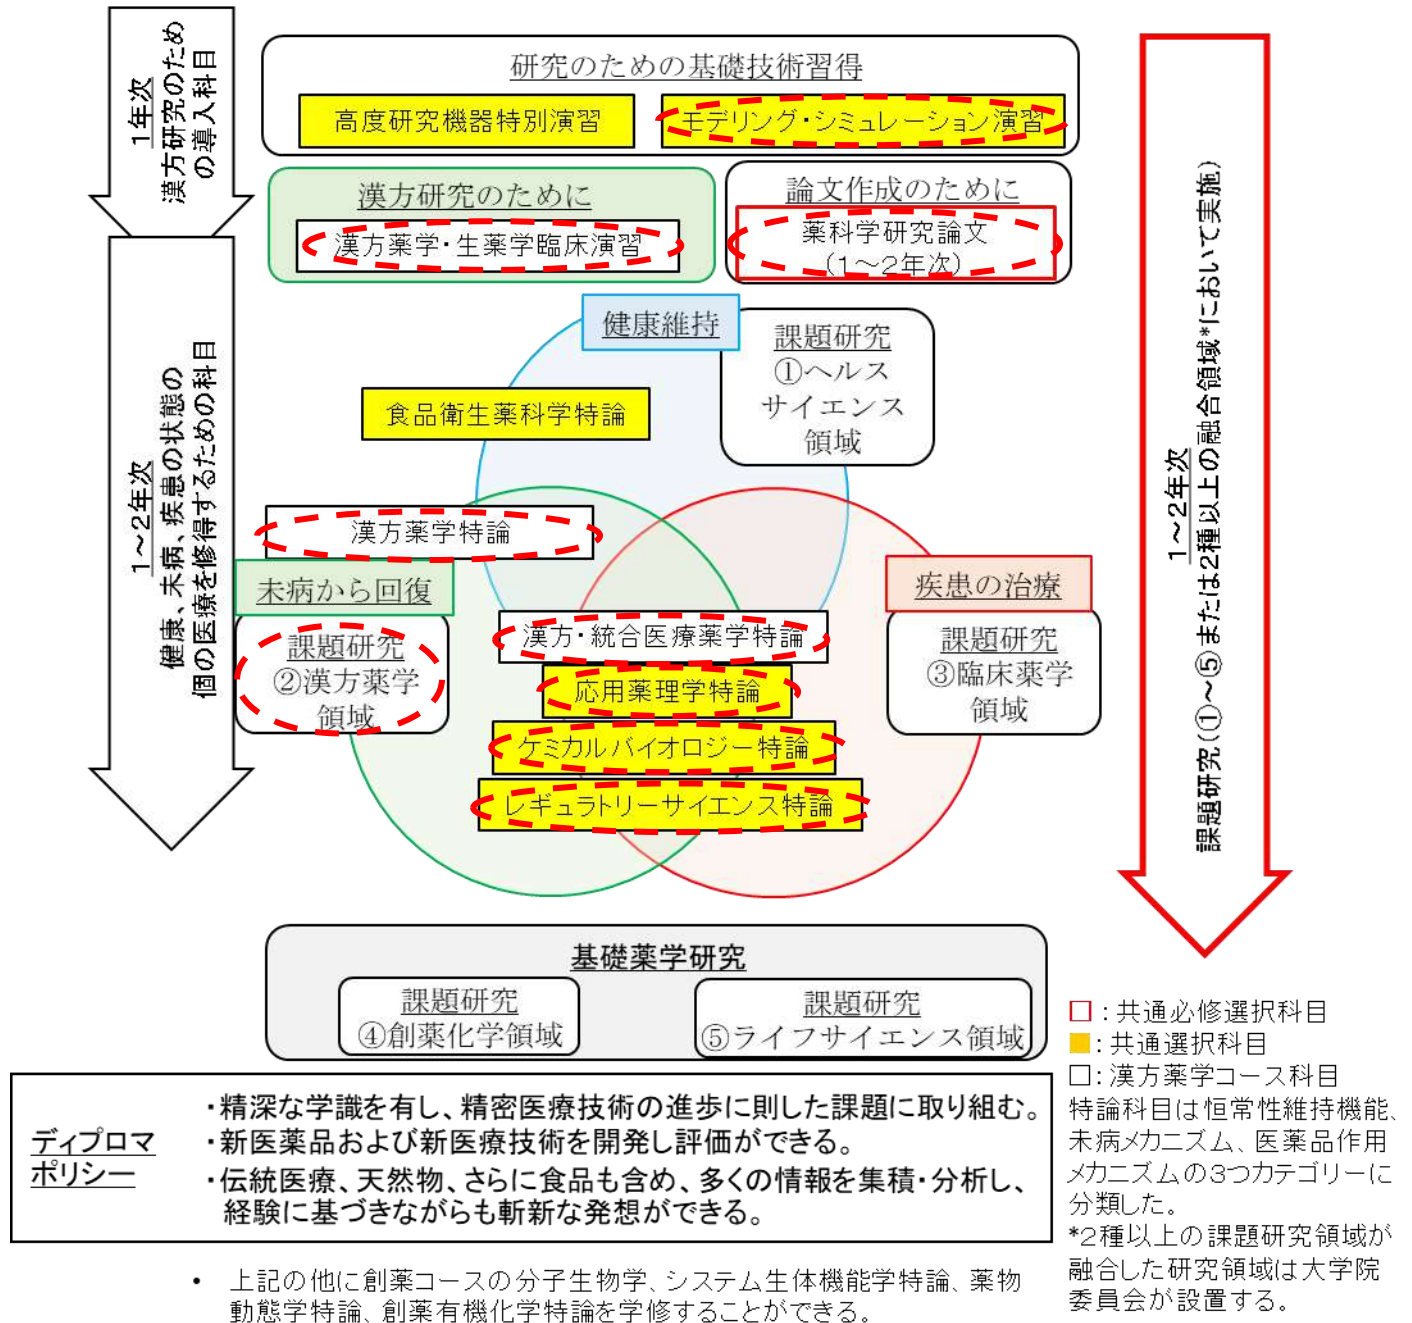 1年次
漢方研究のため
の導入科目
研究のための基礎技術習得
高度研究機器特別演習
モデリング・シミュレーション演習
漢方研究のために
漢方薬学・生薬学臨床演習
論文作成のために
薬科学研究論文
(1～2年次)
1～2年次
健康、未病、疾患の状態の
個の医療を修得するための科目
健康維持
課題研究
①ヘルス
サイエンス
領域
食品衛生薬科学特論
漢方薬学特論
未病から回復
課題研究
②漢方薬学
領域
疾患の治療
課題研究
③臨床薬学
領域
漢方・統合医療薬学特論
応用薬理学特論
ケミカルバイオロジー特論
レギュラトリーサイエンス特論
1～2年次
課題研究(①～⑤または2種以上の融合領域*において実施)
基礎薬学研究
課題研究
④創薬化学領域
課題研究
⑤ライフサイエンス領域
□：共通必修選択科目
■：共通選択科目
□：漢方薬学コース科目
特論科目は恒常性維持機能、
未病メカニズム、医薬品作用
メカニズムの3つカテゴリーに
分類した。
*2種以上の課題研究領域が
融合した研究領域は大学院
委員会が設置する。
ディプロマ
ポリシー
・精深な学識を有し、精密医療技術の進歩に則した課題に取り組む。
・新医薬品および新医療技術を開発し評価ができる。
・伝統医療、天然物、さらに食品も含め、多くの情報を集積・分析し、
経験に基づきながらも斬新な発想ができる。
• 上記の他に創薬コースの分子生物学、システム生体機能学特論、薬物
動態学特論、創薬有機化学特論を学修することができる。